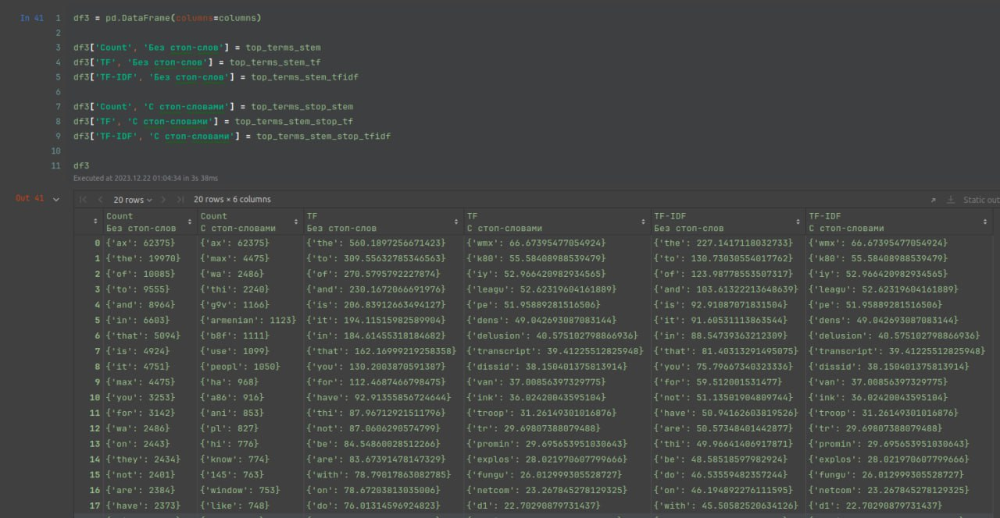 In 41 1 df3 = pd.DataFrame(columns=columns)
2
3 df3['Count', 'Без стоп-слов'] = top_terms_stem
4 df3['TF', 'Без стоп-слов'] = top_terms_stem_tf
5 df3['TF-IDF', 'Без стоп-слов'] = top_terms_stem_tfidf
6
7 df3['Count', 'С стоп-словами'] = top_terms_stop_stem
8 df3['TF', 'С стоп-словами'] = top_terms_stem_stop_tf
9 df3['TF-IDF', 'С стоп-словами'] = top_terms_stem_stop_tfidf
10
11 df3
Executed at 2023.12.22 01:04:34 in 3s 38ms
Out 41 20 rows 20 rows × 6 columns Static out
Count Count TF TF TF-IDF TF-IDF
Без стоп-слов С стоп-словами Без стоп-слов С стоп-словами Без стоп-слов С стоп-словами
0 {'ax': 62375} {'ax': 62375} {'the': 560.1897256671423} {'wmx': 66.67395477054924} {'the': 227.1417118032733} {'wmx': 66.67395477054924}
1 {'the': 19970} {'max': 4475} {'to': 309.55632785346563} {'k80': 55.58408988539479} {'to': 130.73030554017762} {'k80': 55.58408988539479}
2 {'of': 10085} {'wa': 2486} {'of': 270.5795792227874} {'iy': 52.966420982934565} {'of': 123.98778553507317} {'iy': 52.966420982934565}
3 {'to': 9555} {'thi': 2240} {'and': 230.1672066691976} {'leagu': 52.62319604161889} {'and': 103.61322213648639} {'leagu': 52.62319604161889}
4 {'and': 8964} {'g9v': 1166} {'is': 206.83912663494127} {'pe': 51.95889281516506} {'is': 92.91087071831504} {'pe': 51.95889281516506}
5 {'in': 6603} {'armenian': 1123} {'it': 194.11515982589904} {'dens': 49.042693087083144} {'it': 91.60531113863544} {'dens': 49.042693087083144}
6 {'that': 5094} {'b8f': 1111} {'in': 184.61455318184682} {'delusion': 40.575102798866936} {'in': 88.54739363212309} {'delusion': 40.575102798866936}
7 {'is': 4924} {'use': 1099} {'that': 162.16999219258358} {'transcript': 39.41225512825948} {'that': 81.40313291495075} {'transcript': 39.41225512825948}
8 {'it': 4751} {'peopl': 1050} {'you': 130.2003870591387} {'dissid': 38.150401375813914} {'you': 75.79667340323336} {'dissid': 38.150401375813914}
9 {'max': 4475} {'ha': 968} {'for': 112.4687466798475} {'van': 37.00856397329775} {'for': 59.512001531477} {'van': 37.00856397329775}
10 {'you': 3253} {'a86': 916} {'have': 92.91355856724644} {'ink': 36.02420043595104} {'not': 51.13501904809744} {'ink': 36.02420043595104}
11 {'for': 3142} {'ani': 853} {'thi': 87.96712921511796} {'troop': 31.26149301016876} {'have': 50.94162603819526} {'troop': 31.26149301016876}
12 {'wa': 2486} {'pl': 827} {'not': 87.0606290574799} {'tr': 29.69807388079488} {'are': 50.57348401442877} {'tr': 29.69807388079488}
13 {'on': 2443} {'hi': 776} {'be': 84.54860028512266} {'promin': 29.695653951030643} {'thi': 49.96641406917871} {'promin': 29.695653951030643}
14 {'they': 2434} {'know': 774} {'are': 83.67391478147329} {'explos': 28.021970607799666} {'be': 48.58518597982924} {'explos': 28.021970607799666}
15 {'not': 2401} {'145': 763} {'with': 78.79017863082785} {'fungu': 26.012999305528727} {'do': 46.53559482357244} {'fungu': 26.012999305528727}
16 {'are': 2384} {'window': 753} {'on': 78.67203813035006} {'netcom': 23.267845278129325} {'on': 46.194892276111595} {'netcom': 23.267845278129325}
17 {'have': 2373} {'like': 748} {'do': 76.01314596924823} {'d1': 22.70290879731437} {'with': 45.50582520634126} {'d1': 22.70290879731437}